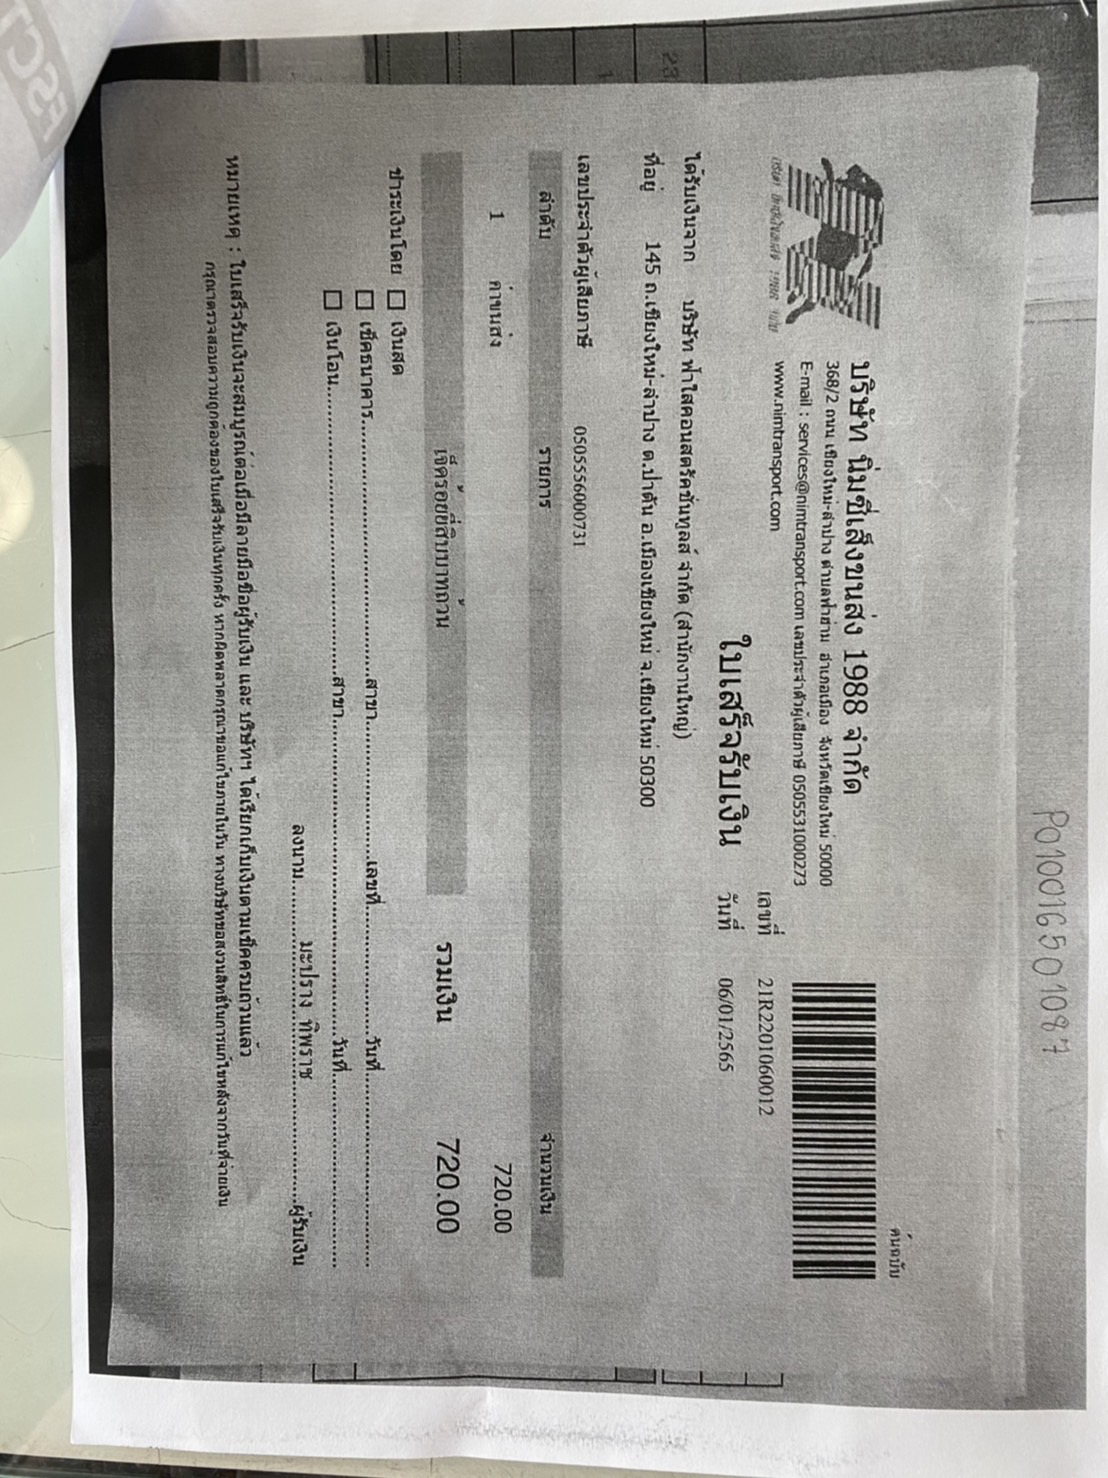 PO10016501087
ต้นฉบับ
บริษัท นิ่มซี่เส็งขนส่ง 1988 จำกัด
368/2 ถนน เชียงใหม่-ลำปาง ตำบลฟ้าฮ่าม อำเภอเมือง จังหวัดเชียงใหม่ 50000
E-mail : services@nimtransport.com เลขประจำตัวผู้เสียภาษี 0505531000273
www.nimtransport.com
เลขที่ 21R2201060012
ใบเสร็จรับเงิน
วันที่ 06/01/2565
ได้รับเงินจาก บริษัท ฟ้าใสคอนสตรัคชั่นทูลส์ จำกัด (สำนักงานใหญ่)
ที่อยู่ 145 ถ.เชียงใหม่-ลำปาง ต.ป่าตัน อ.เมืองเชียงใหม่ จ.เชียงใหม่ 50300
เลขประจำตัวผู้เสียภาษี 0505556000731
ลำดับ รายการ จำนวนเงิน
1 ค่าขนส่ง 720.00
เจ็ดร้อยยี่สิบบาทถ้วน รวมเงิน 720.00
ชำระเงินโดย เงินสด
เช็คธนาคาร สาขา เลขที่ วันที่
เงินโอน สาขา วันที่
ลงนาม มะปราง ทิพราช ผู้รับเงิน
หมายเหตุ : ใบเสร็จรับเงินจะสมบูรณ์ต่อเมื่อมีลายมือชื่อผู้รับเงิน และ บริษัทฯ ได้เรียกเก็บเงินตามเช็คครบถ้วนแล้ว
กรุณาตรวจสอบความถูกต้องของใบเสร็จรับเงินทุกครั้ง หากผิดพลาดกรุณาขอแก้ไขภายในวัน ทางบริษัทขอสงวนสิทธิ์ในการแก้ไขหลังจากวันที่จ่ายเงิน